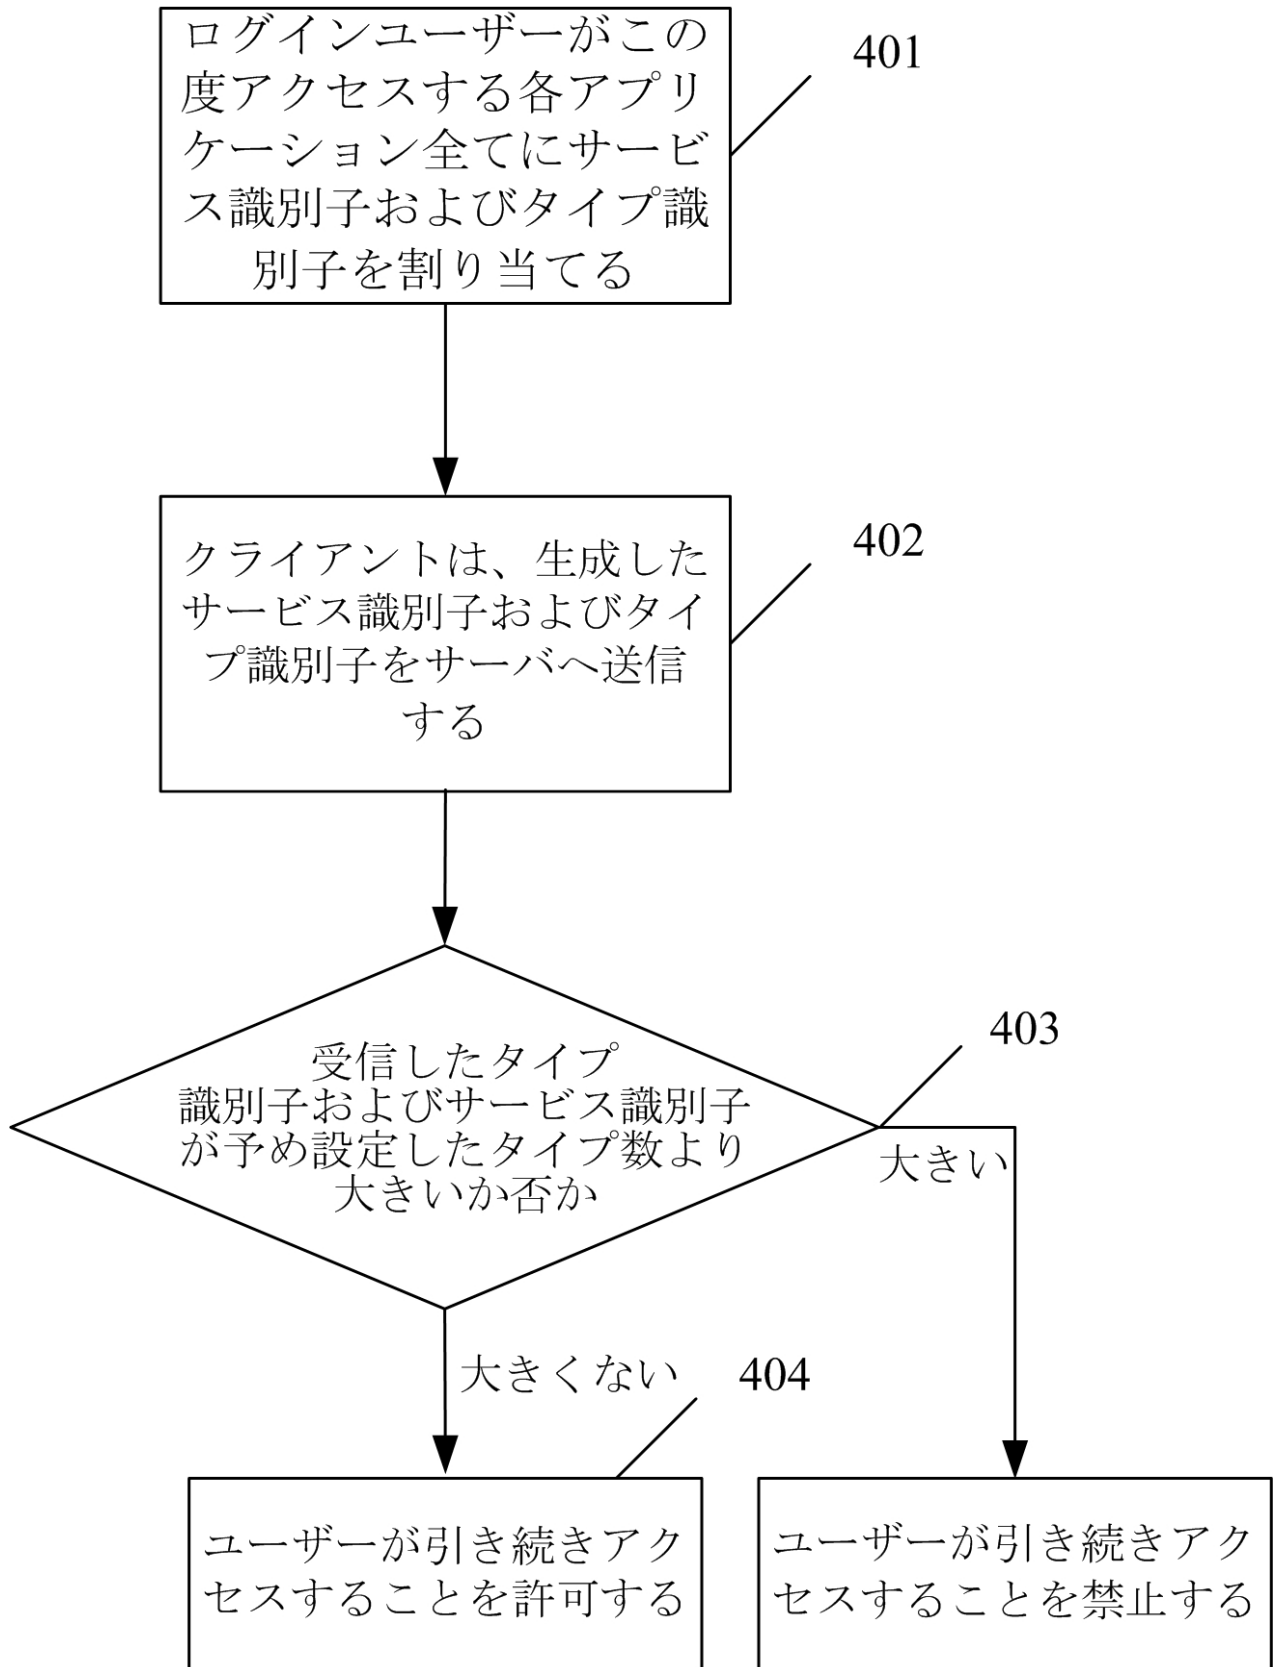 ログインユーザーがこの
度アクセスする各アプリ
ケーション全てにサービ
ス識別子およびタイプ識
別子を割り当てる
401
クライアントは、生成した
サービス識別子およびタイ
プ識別子をサーバへ送信
する
402
受信したタイプ
識別子およびサービス識別子
が予め設定したタイプ数より
大きいか否か
403
大きい
大きくない
404
ユーザーが引き続きアク
セスすることを許可する
ユーザーが引き続きアク
セスすることを禁止する